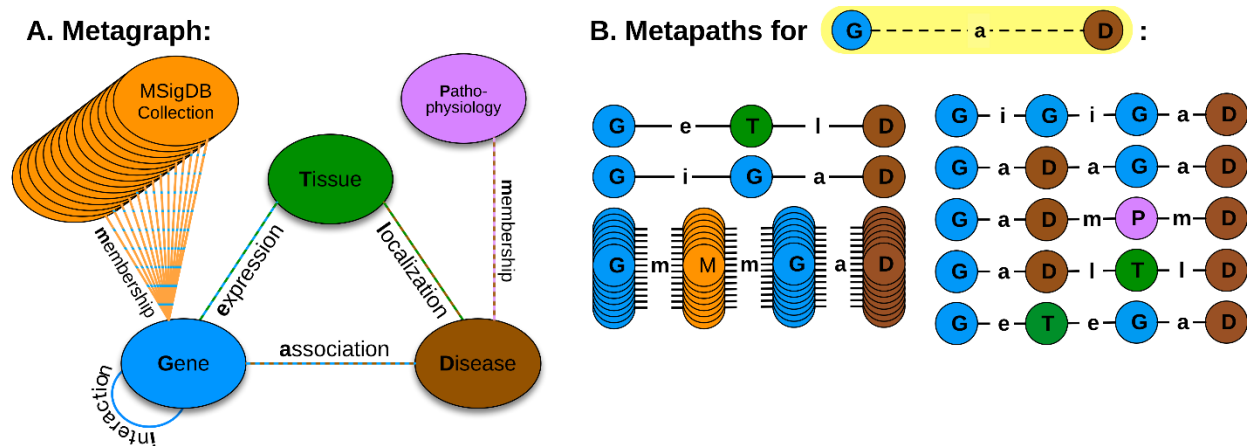 A. Metagraph:
MSigDB
Collection
Patho-
physiology
Tissue
membership
expression
localization
membership
Gene
association
Disease
interaction
B. Metapaths for G a D :
G e T l D
G i G a D
G m M m G a D
G i G i G a D
G a D a G a D
G a D m P m D
G a D l T l D
G e T e G a D